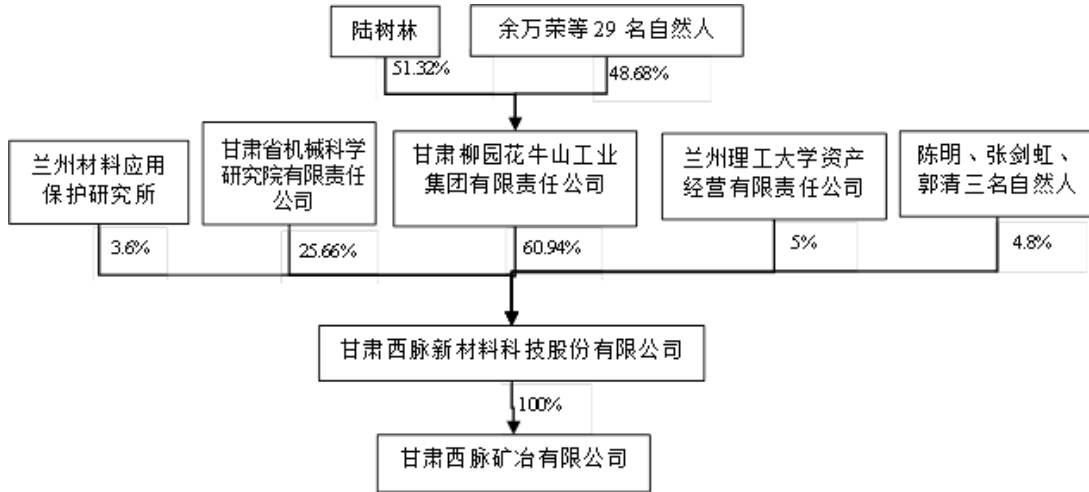 陆树林
余万荣等29名自然人
51.32%
48.68%
兰州材料应用
保护研究所
甘肃省机械科学
研究院有限责任
公司
甘肃柳园花牛山工业
集团有限责任公司
兰州理工大学资产
经营有限责任公司
陈明、张剑虹、
郭清三名自然人
3.6%
25.66%
60.94%
5%
4.8%
甘肃西脉新材料科技股份有限公司
100%
甘肃西脉矿冶有限公司